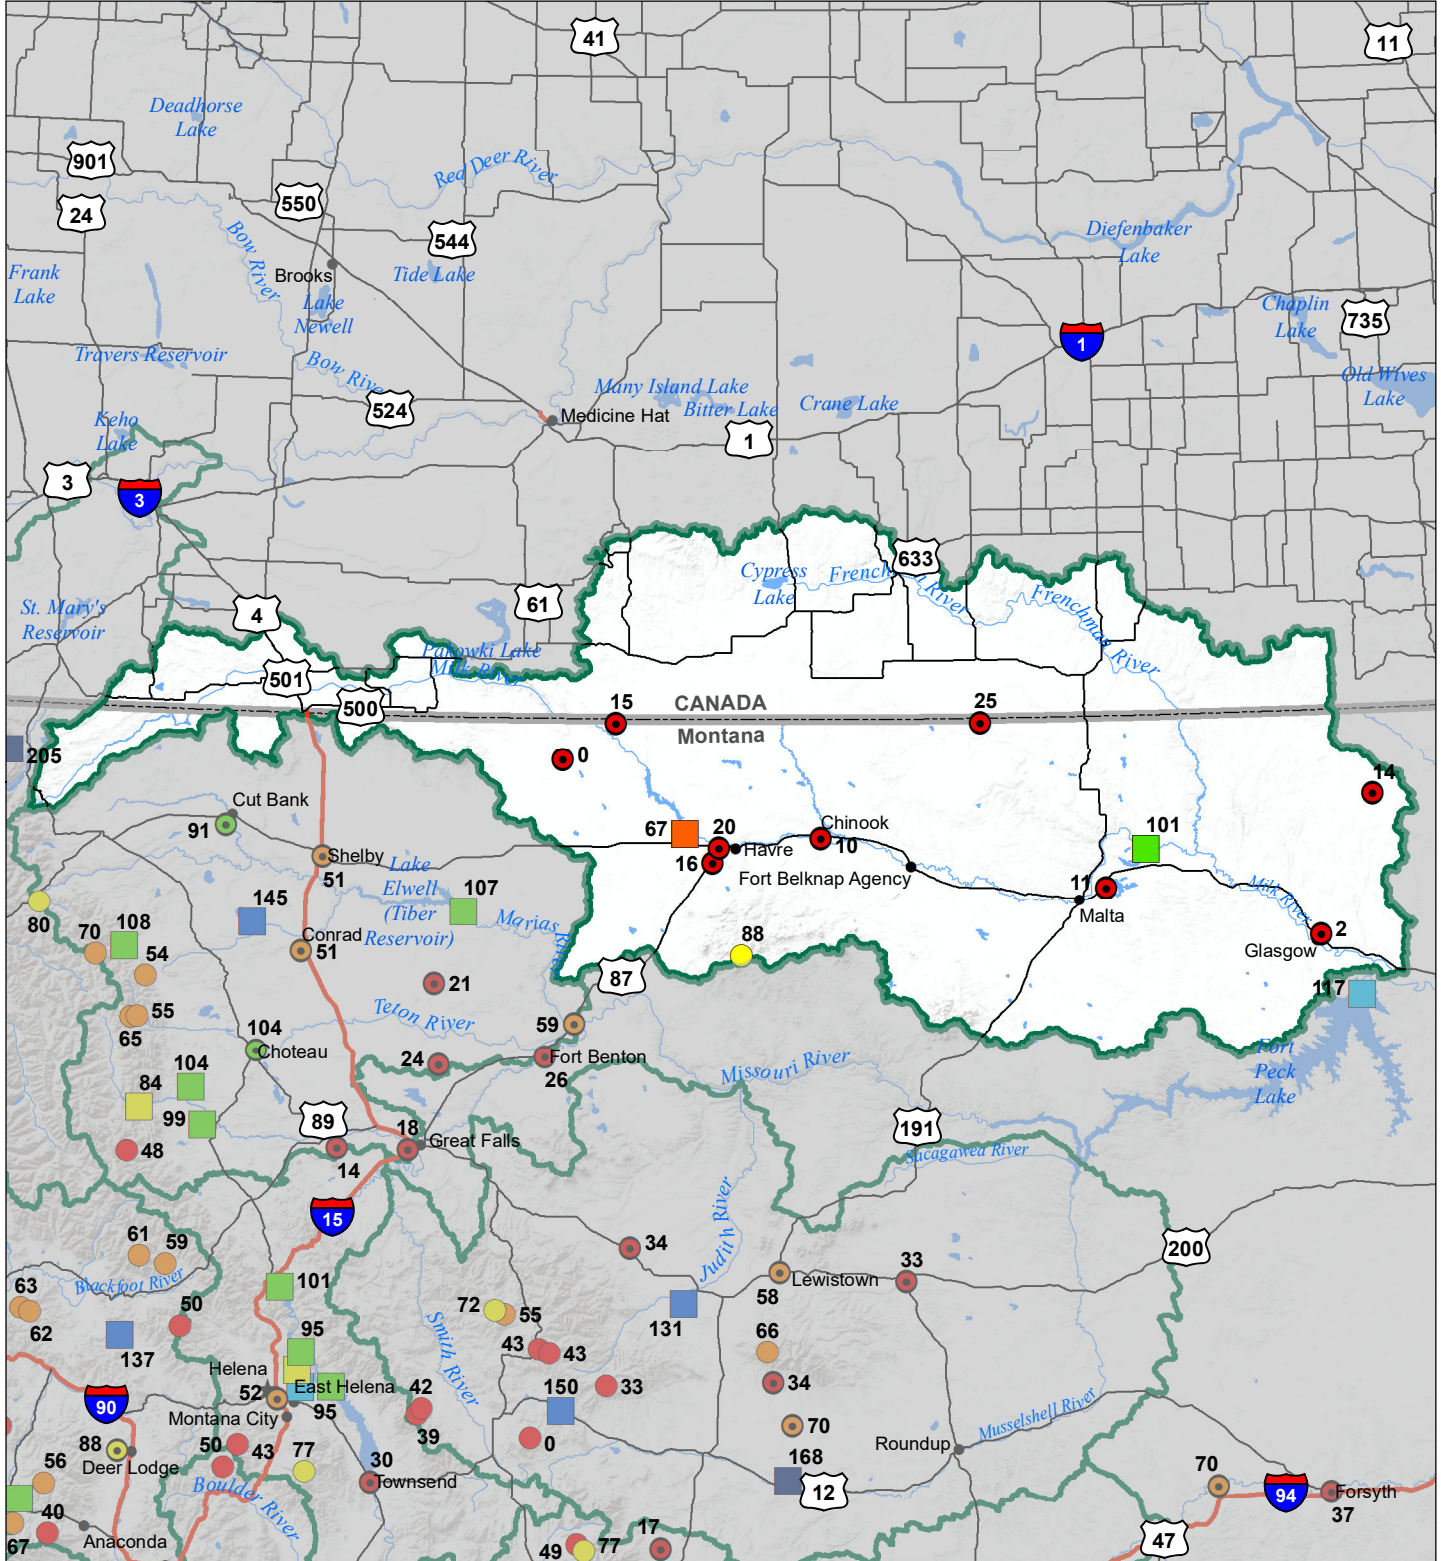 41
11
Deadhorse
Lake
901
Red Deer River
550
24
544
Bow River
Diefenbaker
Lake
Brooks
Tide Lake
Frank
Lake
Lake
Newell
Chaplin
Lake
735
1
Travers Reservoir
Bow River
Many Island Lake
Old Wives
Lake
524
Bitter Lake
Crane Lake
Keho
Lake
Medicine Hat
1
3
3
633
Cypress
Lake
Frenchman River
Frenchman River
61
4
St. Mary's
Reservoir
Pakowki Lake
Milk River
501
500
15
CANADA
25
Montana
205
0
14
Cut Bank
91
67
20
Chinook
10
101
Havre
16
Shelby
51
Lake
Elwell
(Tiber
Reservoir)
Fort Belknap Agency
11
Malta
Milk River
107
145
80
108
70
54
Conrad
51
Marias River
88
2
Glasgow
87
21
117
55
65
Teton River
59
104
Choteau
24
Fort Benton
26
Missouri River
Fort
Peck
Lake
104
84
99
89
18
Great Falls
191
Sacagawea River
48
14
15
Judith River
61
59
34
200
Blackfoot River
33
Lewistown
58
63
62
101
50
72
55
131
137
95
43
43
66
Smith River
Helena
52
East Helena
95
42
39
33
34
90
Montana City
150
70
Musselshell River
0
Roundup
88
Deer Lodge
50
43
77
30
Townsend
168
12
70
94
Forsyth
37
56
Boulder River
40
67
Anaconda
49
77
17
47